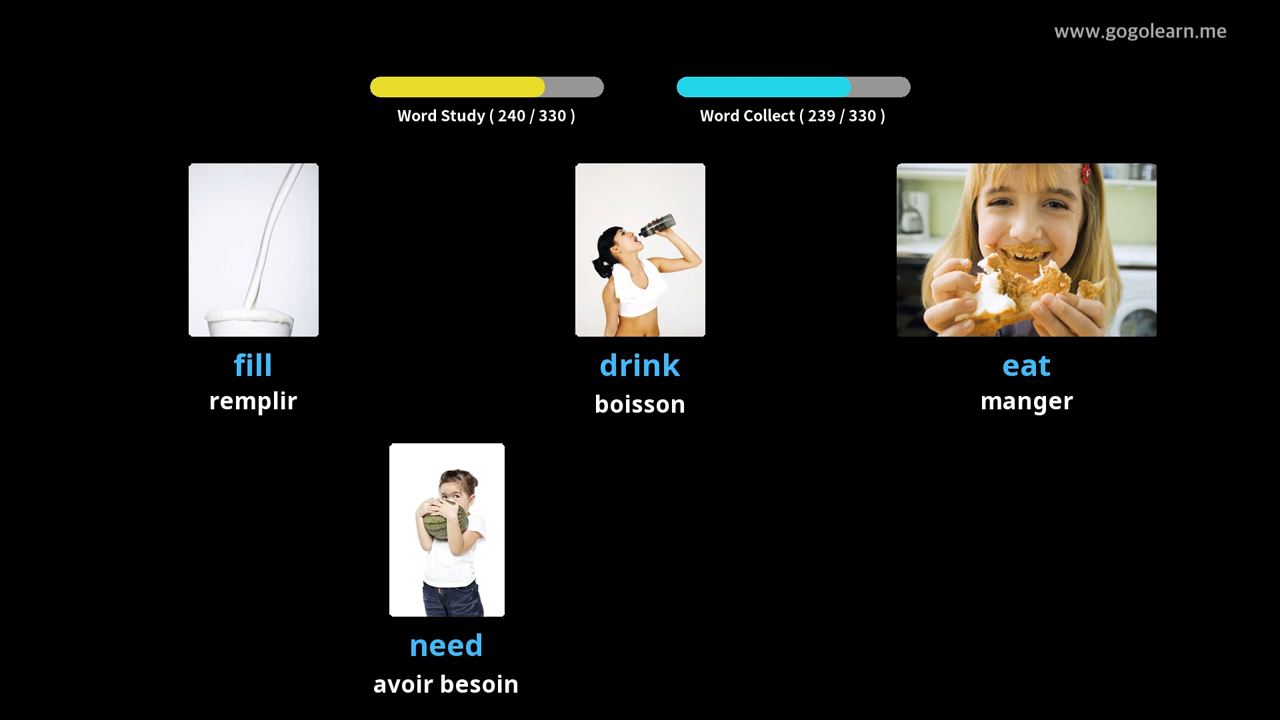 www.gogolearn.me
Word Study ( 240 / 330 )
Word Collect ( 239 / 330 )
fill
drink
eat
remplir
boisson
manger
need
avoir besoin